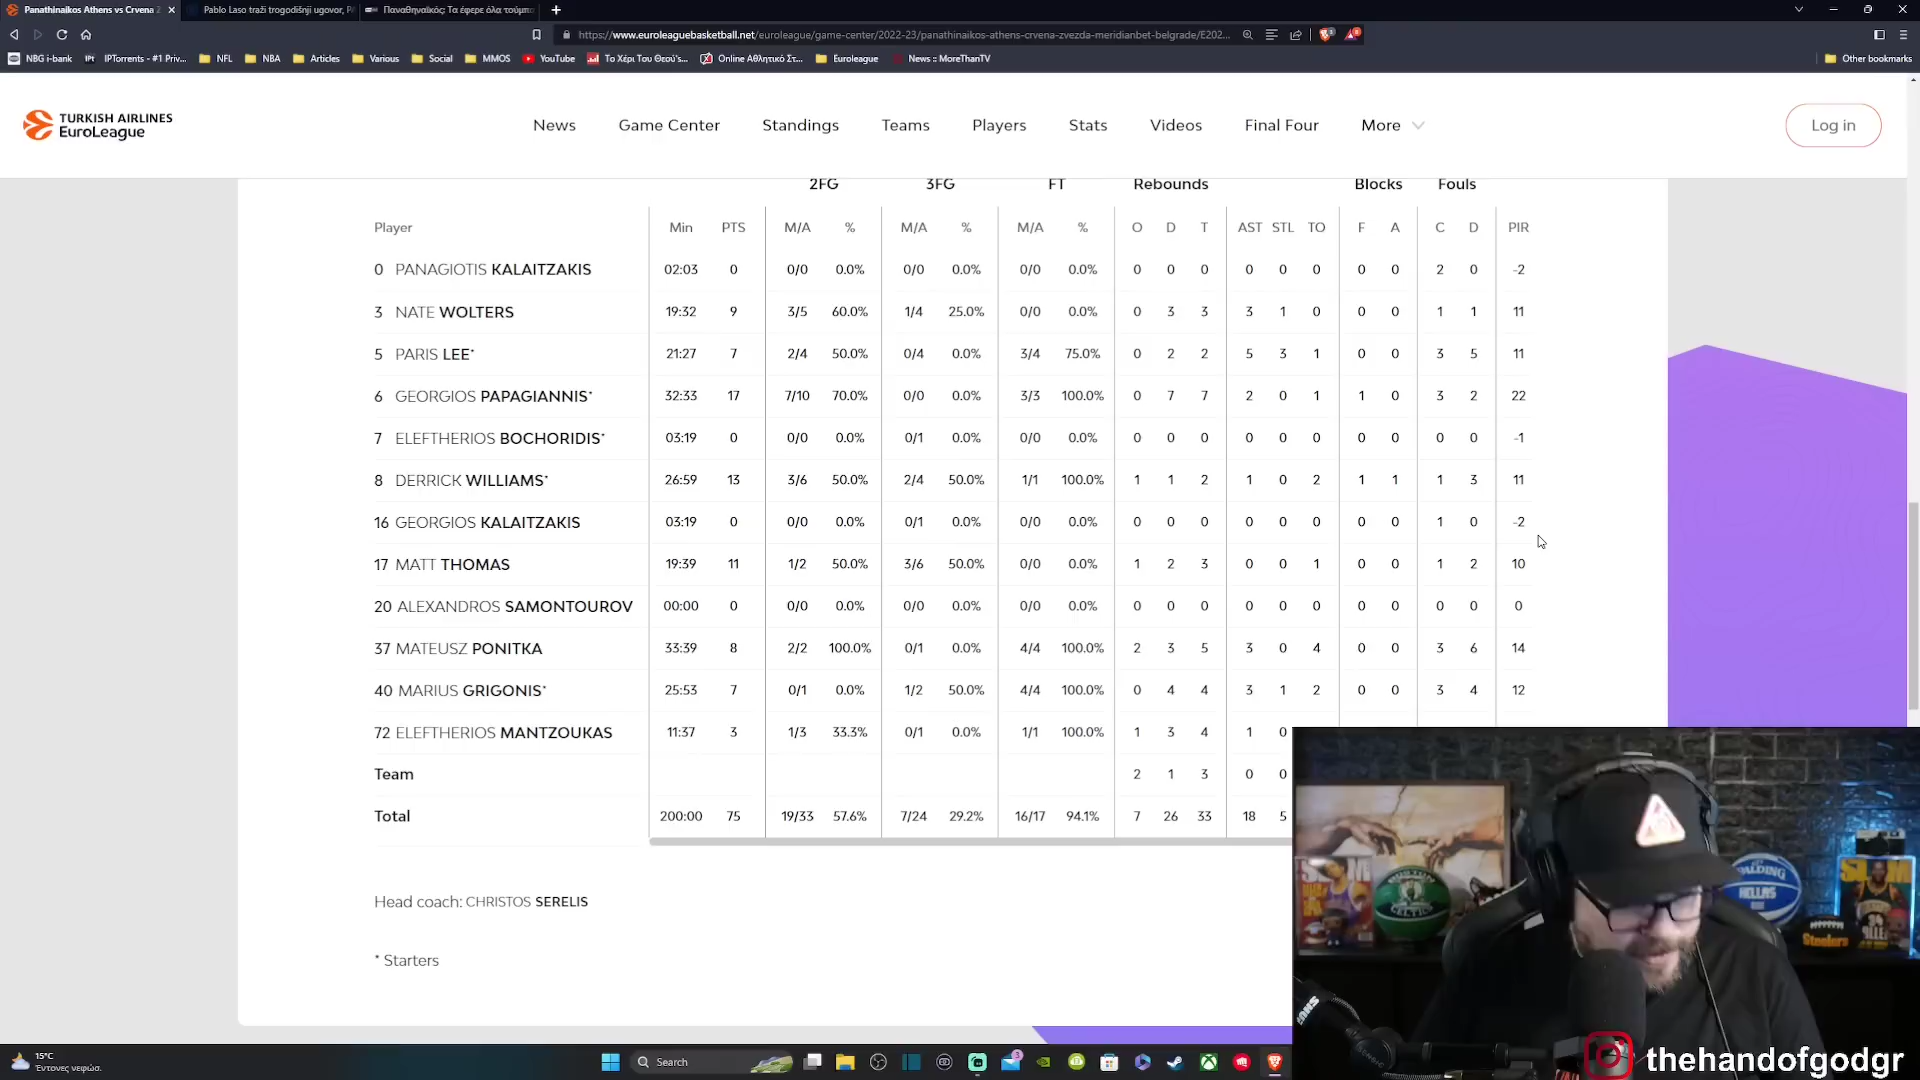 Panathinaikos Athens vs Crvena Z
Pablo Laso traži trogodišnji ugovor, P
Παναθηναϊκός: Τα έφερε όλα τούμπ
https://www.euroleaguebasketball.net/euroleague/game-center/2022-23/panathinaikos-athens-crvena-zvezda-meridianbet-belgrade/E202...
NBG i-bank IPTorrents - #1 Priv... NFL NBA Articles Various Social MMOS YouTube Το Χέρι Του Θεού's... Online Αθλητικό Στ... Euroleague News :: MoreThanTV Other bookmarks
TURKISH AIRLINES
EuroLeague
News Game Center Standings Teams Players Stats Videos Final Four More Log in
2FG 3FG FT Rebounds Blocks Fouls
Player Min PTS M/A % M/A % M/A % O D T AST STL TO F A C D PIR
0 PANAGIOTIS KALAITZAKIS 02:03 0 0/0 0.0% 0/0 0.0% 0/0 0.0% 0 0 0 0 0 0 0 0 2 0 -2
3 NATE WOLTERS 19:32 9 3/5 60.0% 1/4 25.0% 0/0 0.0% 0 3 3 3 1 0 0 0 1 1 11
5 PARIS LEE* 21:27 7 2/4 50.0% 0/4 0.0% 3/4 75.0% 0 2 2 5 3 1 0 0 3 5 11
6 GEORGIOS PAPAGIANNIS* 32:33 17 7/10 70.0% 0/0 0.0% 3/3 100.0% 0 7 7 2 0 1 1 0 3 2 22
7 ELEFTHERIOS BOCHORIDIS* 03:19 0 0/0 0.0% 0/1 0.0% 0/0 0.0% 0 0 0 0 0 0 0 0 0 0 -1
8 DERRICK WILLIAMS* 26:59 13 3/6 50.0% 2/4 50.0% 1/1 100.0% 1 1 2 1 0 2 1 1 1 3 11
16 GEORGIOS KALAITZAKIS 03:19 0 0/0 0.0% 0/1 0.0% 0/0 0.0% 0 0 0 0 0 0 0 0 1 0 -2
17 MATT THOMAS 19:39 11 1/2 50.0% 3/6 50.0% 0/0 0.0% 1 2 3 0 0 1 0 0 1 2 10
20 ALEXANDROS SAMONTOUROV 00:00 0 0/0 0.0% 0/0 0.0% 0/0 0.0% 0 0 0 0 0 0 0 0 0 0 0
37 MATEUSZ PONITKA 33:39 8 2/2 100.0% 0/1 0.0% 4/4 100.0% 2 3 5 3 0 4 0 0 3 6 14
40 MARIUS GRIGONIS* 25:53 7 0/1 0.0% 1/2 50.0% 4/4 100.0% 0 4 4 3 1 2 0 0 3 4 12
72 ELEFTHERIOS MANTZOUKAS 11:37 3 1/3 33.3% 0/1 0.0% 1/1 100.0% 1 3 4 1 0
Team 2 1 3 0 0
Total 200:00 75 19/33 57.6% 7/24 29.2% 16/17 94.1% 7 26 33 18 5
Head coach: CHRISTOS SERELIS
* Starters
SLAM
CELTICS
SPALDING
HELLAS
Steelers
SLAM
SHURE
15°C
Έντονες νεφώσ.
Search
thehandofgodgr